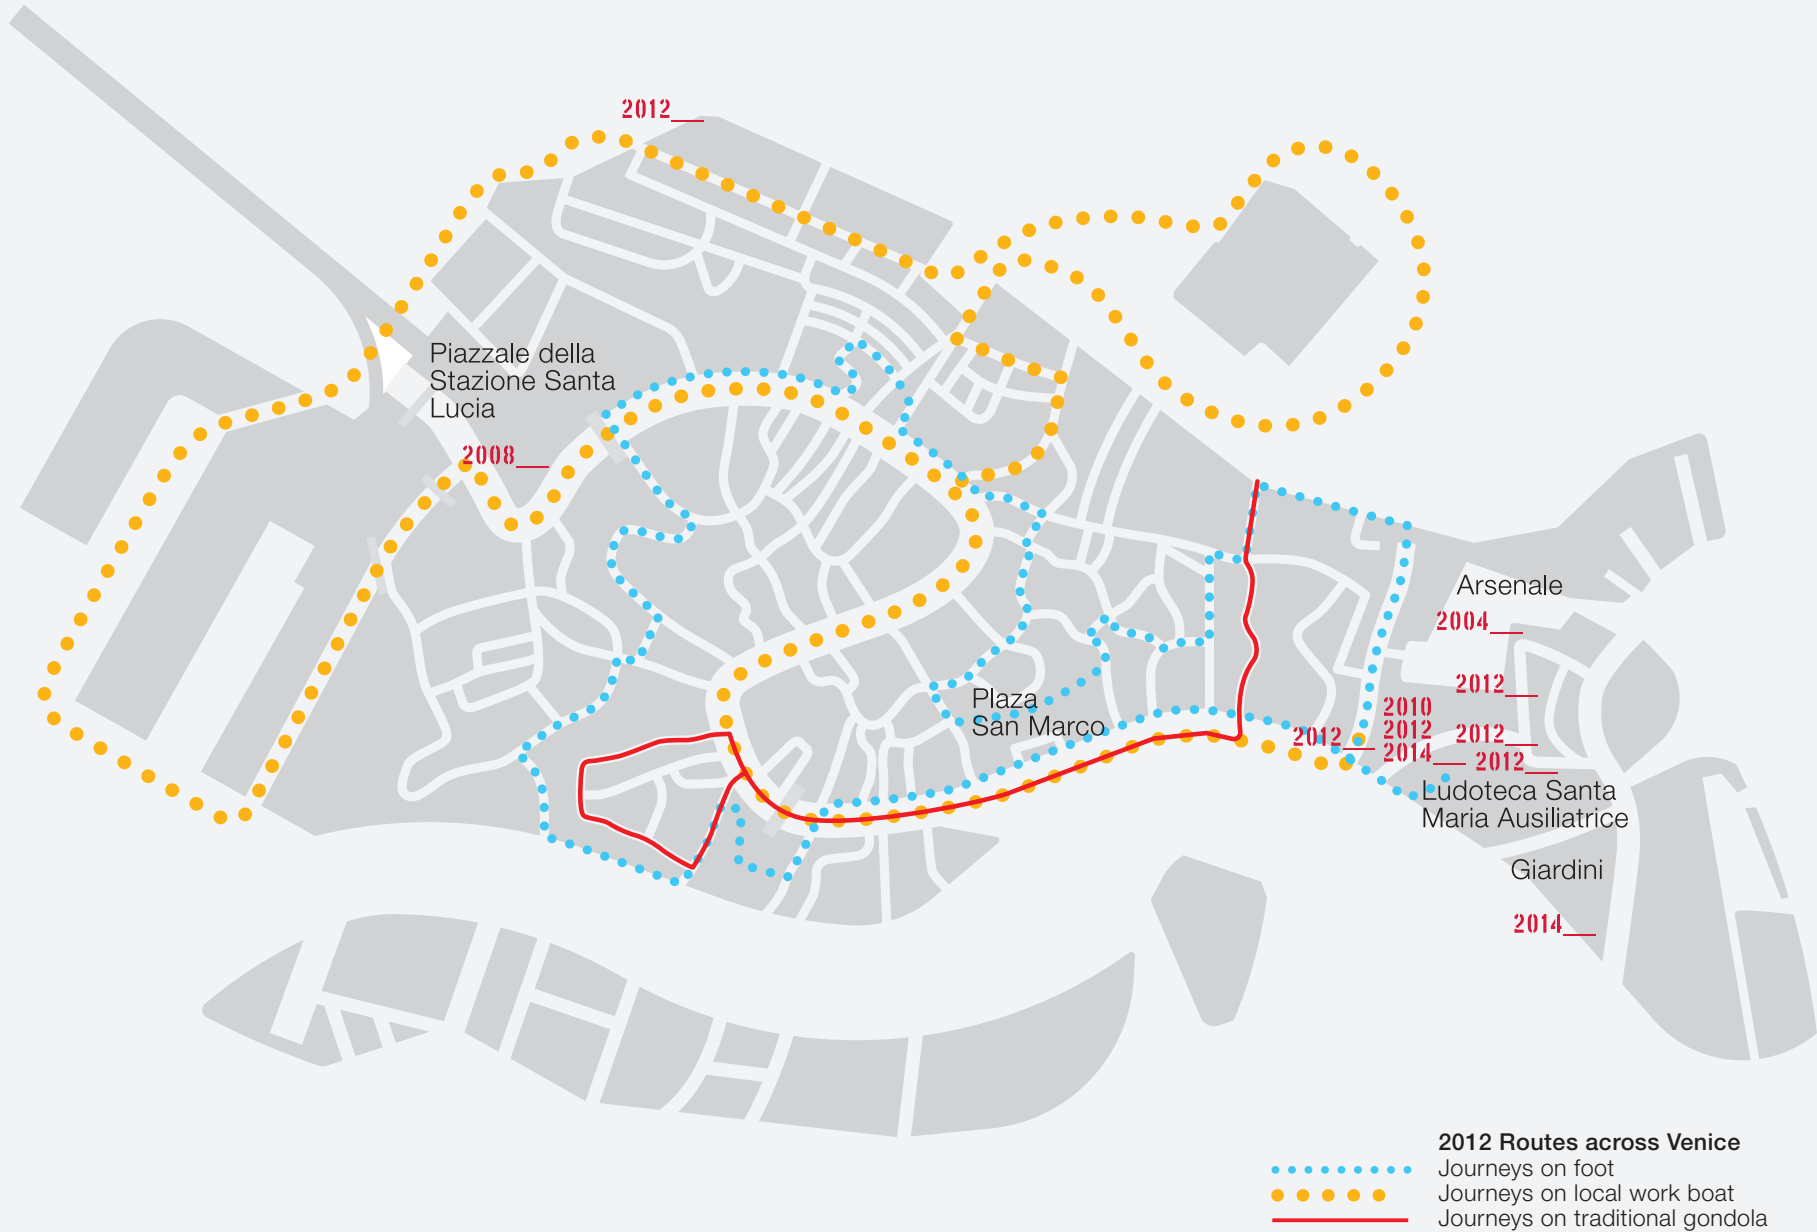 2012
Piazzale della
Stazione Santa
Lucia
2008
Arsenale
2004
2012
Plaza
San Marco
2010
2012
2014
2012
2012
2012
Ludoteca Santa
Maria Ausiliatrice
Giardini
2014
2012 Routes across Venice
Journeys on foot
Journeys on local work boat
Journeys on traditional gondola